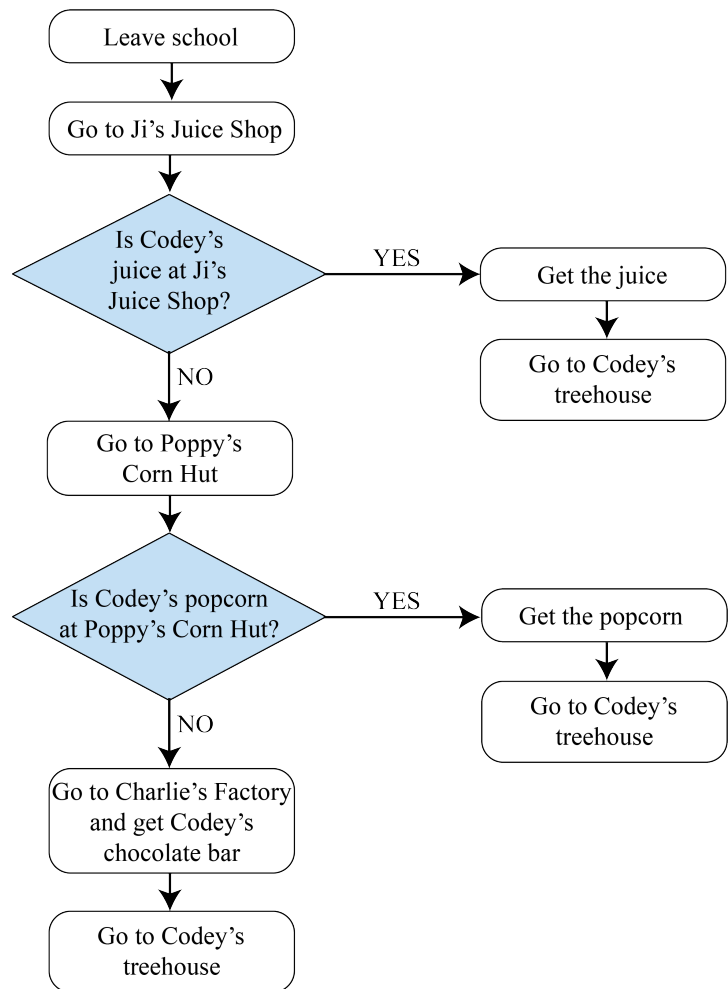 Leave school
Go to Ji’s Juice Shop
Is Codey’s
juice at Ji’s
Juice Shop?
YES
Get the juice
Go to Codey’s
treehouse
NO
Go to Poppy’s
Corn Hut
Is Codey’s popcorn
at Poppy’s Corn Hut?
YES
Get the popcorn
Go to Codey’s
treehouse
NO
Go to Charlie’s Factory
and get Codey’s
chocolate bar
Go to Codey’s
treehouse